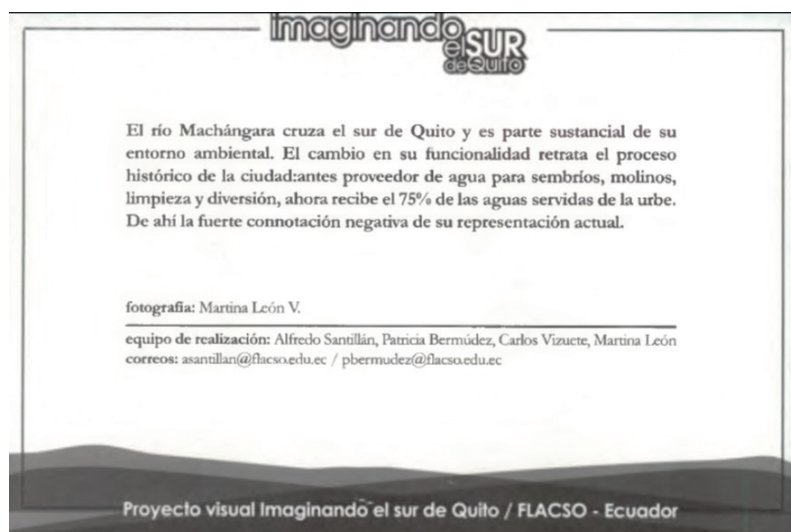 imaginando
el SUR
de Quito
El río Machángara cruza el sur de Quito y es parte sustancial de su
entorno ambiental. El cambio en su funcionalidad retrata el proceso
histórico de la ciudad:antes proveedor de agua para sembríos, molinos,
limpieza y diversión, ahora recibe el 75% de las aguas servidas de la urbe.
De ahí la fuerte connotación negativa de su representación actual.
fotografía: Martina León V.
equipo de realización: Alfredo Santillán, Patricia Bermúdez, Carlos Vizuete, Martina León
correos: asantillan@flacso.edu.ec / pbermudez@flacso.edu.ec
Proyecto visual Imaginando el sur de Quito / FLACSO - Ecuador